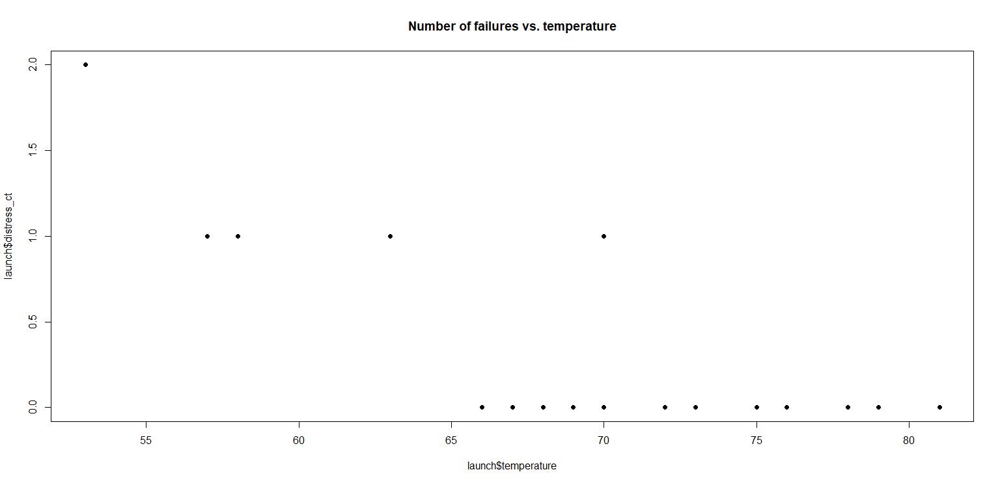 Number of failures vs. temperature
2.0
1.5
1.0
0.5
0.0
launch$distress_ct
55 60 65 70 75 80
launch$temperature